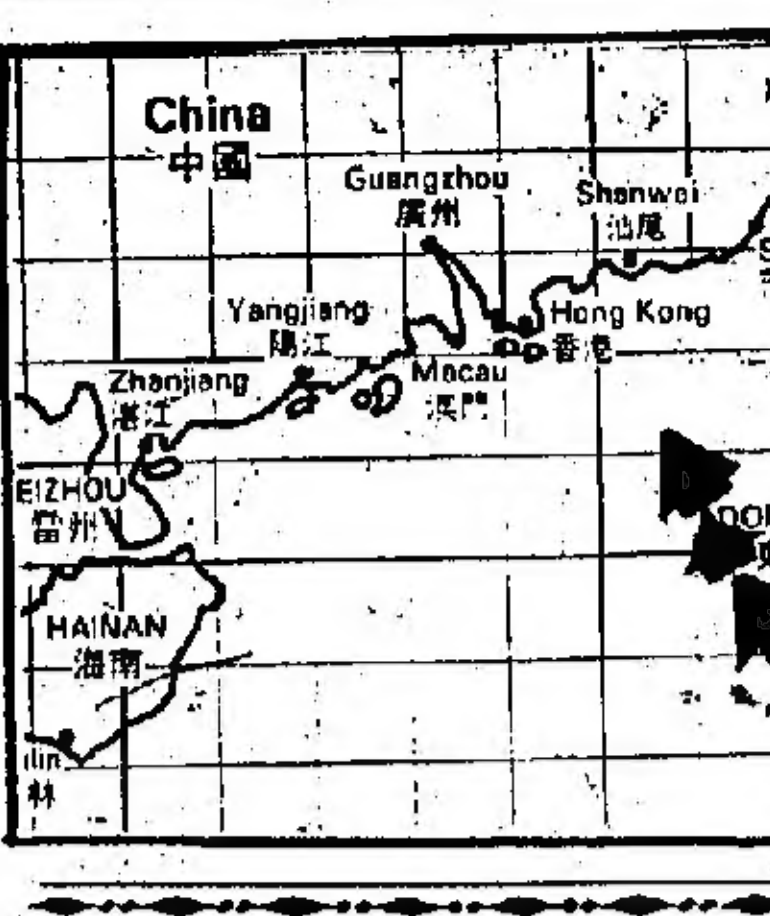 China
中國
Guangzhou
廣州
Shanwei
汕尾
Yangjiang
陽江
Hong Kong
香港
Zhanjiang
湛江
Macau
澳門
EIZHOU
雷州
HAINAN
海南
林